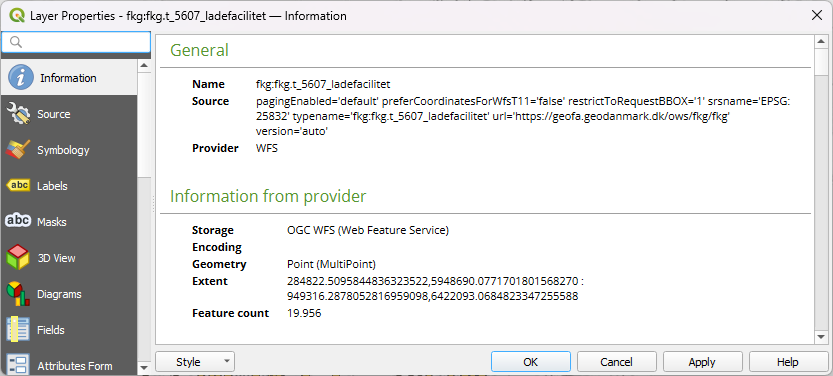 Layer Properties - fkg:fkg.t_5607_ladefacilitet — Information
Information
Source
Symbology
Labels
Masks
3D View
Diagrams
Fields
Attributes Form
General
Name fkg:fkg.t_5607_ladefacilitet
Source pagingEnabled='default' preferCoordinatesForWfsT11='false' restrictToRequestBBOX='1' srsname='EPSG:
25832' typename='fkg:fkg.t_5607_ladefacilitet' url='https://geofa.geodanmark.dk/ows/fkg/fkg'
version='auto'
Provider WFS
Information from provider
Storage OGC WFS (Web Feature Service)
Encoding
Geometry Point (MultiPoint)
Extent 284822.5095844836323522,5948690.0771701801568270 :
949316.2878052816959098,6422093.0684823347255588
Feature count 19.956
Style OK Cancel Apply Help